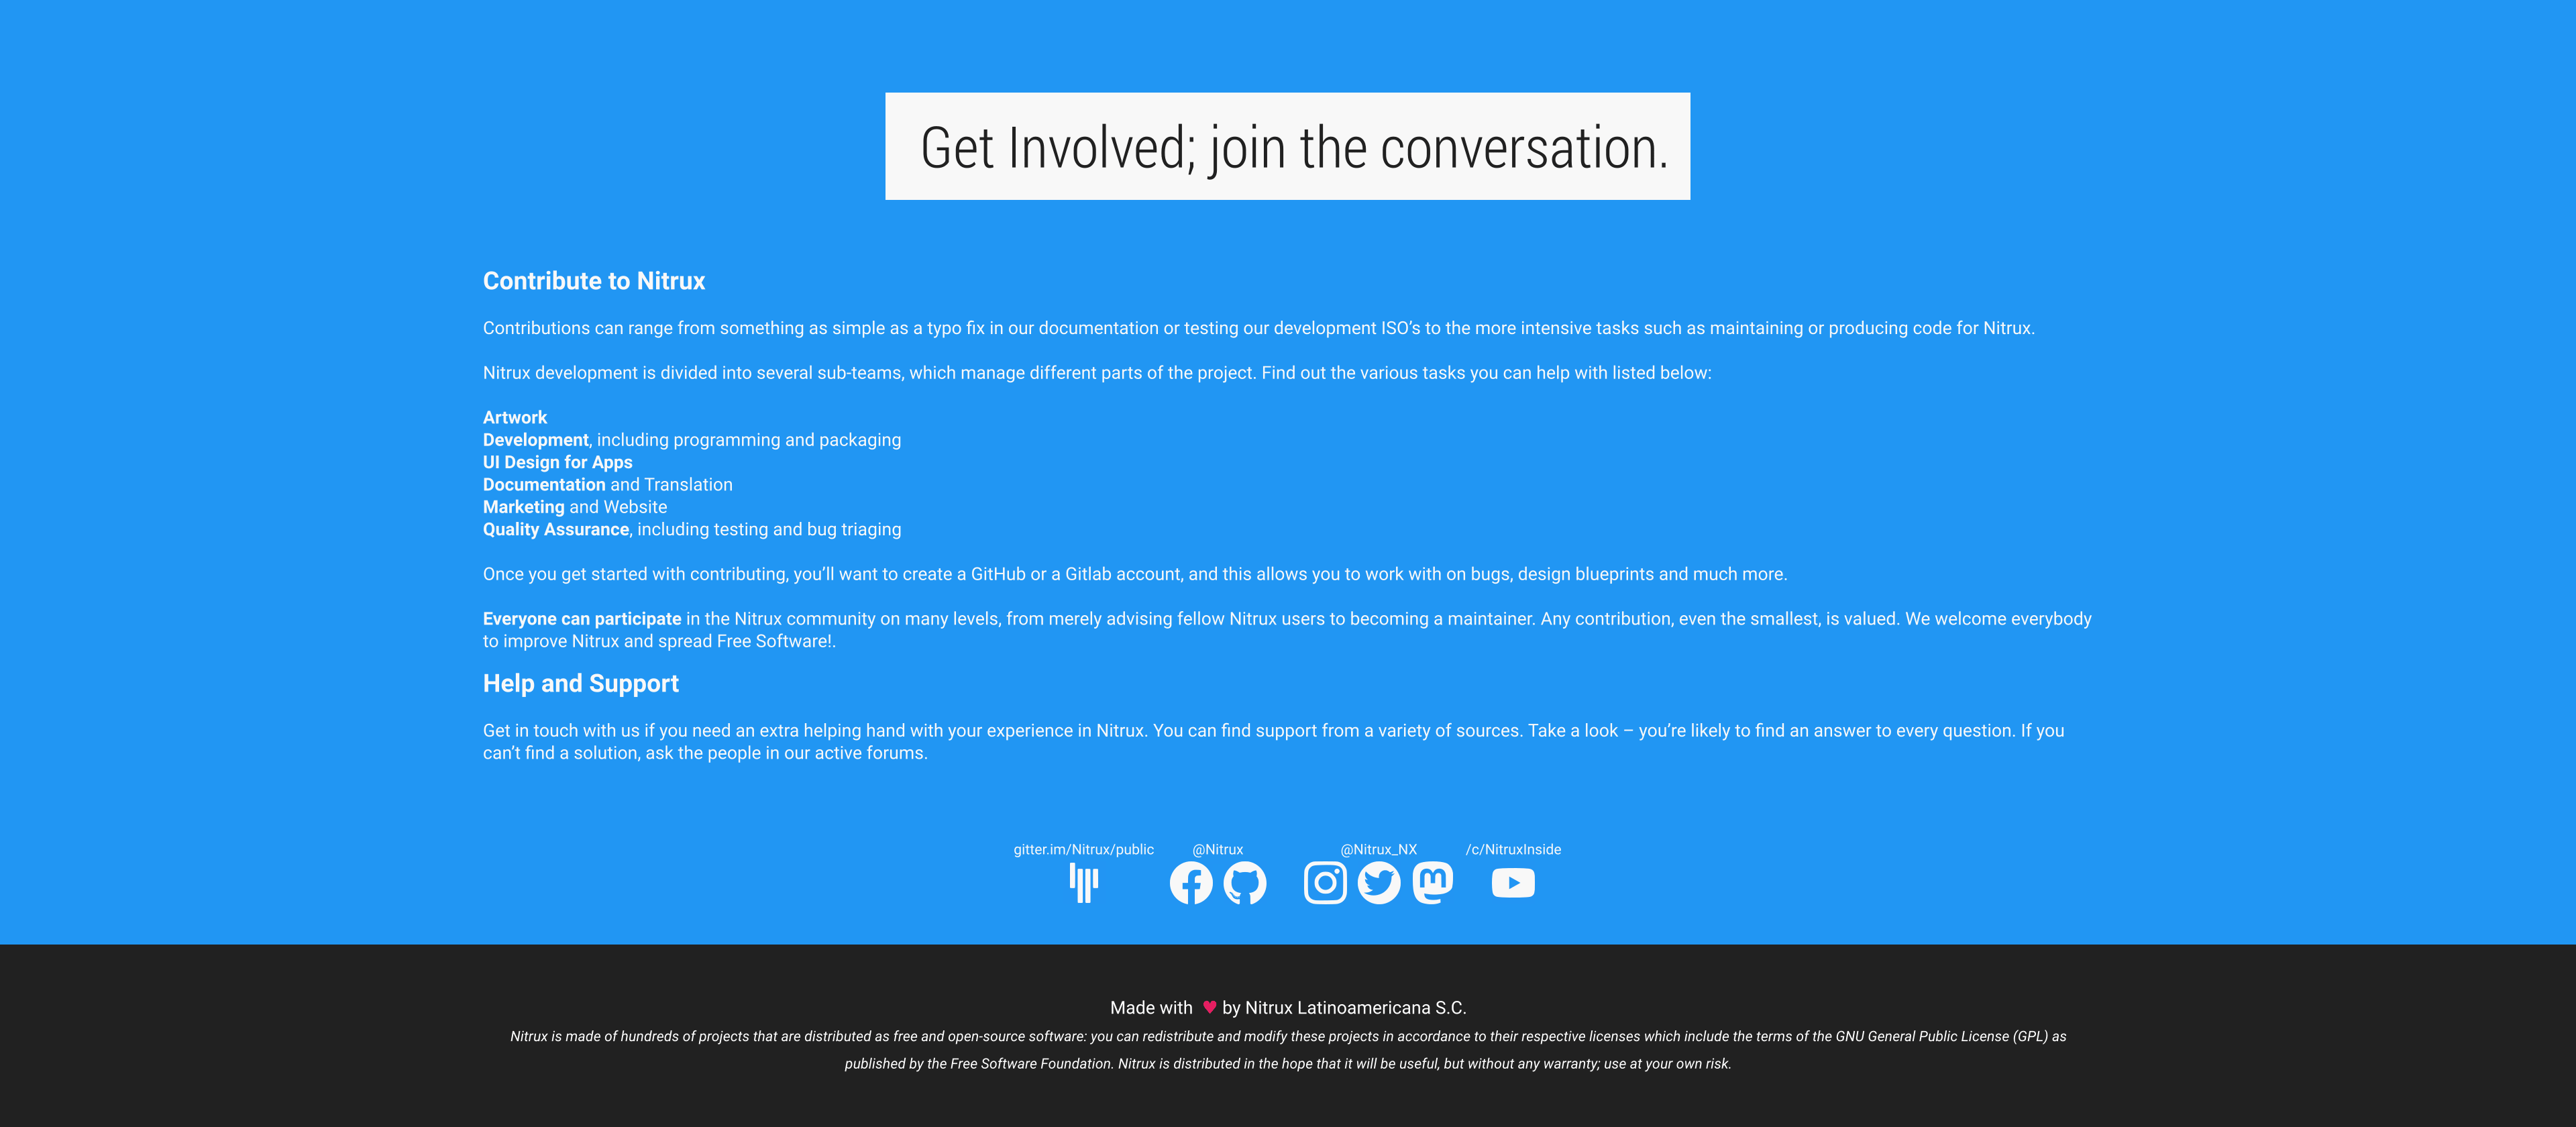 Get Involved; join the conversation.
Contribute to Nitrux
Contributions can range from something as simple as a typo fix in our documentation or testing our development ISO’s to the more intensive tasks such as maintaining or producing code for Nitrux.
Nitrux development is divided into several sub-teams, which manage different parts of the project. Find out the various tasks you can help with listed below:
Artwork
Development, including programming and packaging
UI Design for Apps
Documentation and Translation
Marketing and Website
Quality Assurance, including testing and bug triaging
Once you get started with contributing, you’ll want to create a GitHub or a Gitlab account, and this allows you to work with on bugs, design blueprints and much more.
Everyone can participate in the Nitrux community on many levels, from merely advising fellow Nitrux users to becoming a maintainer. Any contribution, even the smallest, is valued. We welcome everybody
to improve Nitrux and spread Free Software!.
Help and Support
Get in touch with us if you need an extra helping hand with your experience in Nitrux. You can find support from a variety of sources. Take a look – you’re likely to find an answer to every question. If you
can’t find a solution, ask the people in our active forums.
gitter.im/Nitrux/public @Nitrux @Nitrux_NX /c/NitruxInside
Made with ♥ by Nitrux Latinoamericana S.C.
Nitrux is made of hundreds of projects that are distributed as free and open-source software: you can redistribute and modify these projects in accordance to their respective licenses which include the terms of the GNU General Public License (GPL) as
published by the Free Software Foundation. Nitrux is distributed in the hope that it will be useful, but without any warranty; use at your own risk.